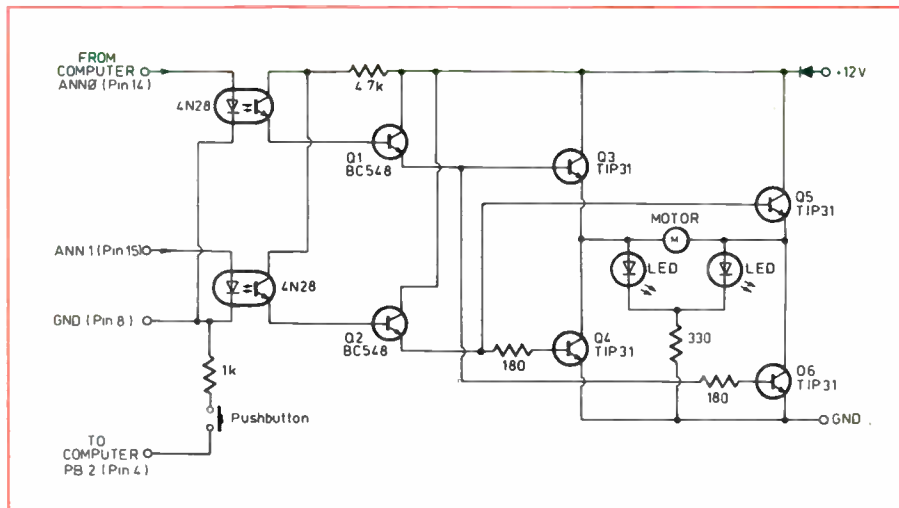 FROM
COMPUTER
ANNØ (Pin 14)
4N28
4.7k
+12V
Q1
BC548
Q3
TIP31
Q5
TIP31
MOTOR
M
ANN 1 (Pin 15)
4N28
LED
LED
GND (Pin 8)
Q2
BC548
Q4
TIP31
330
180
1k
Q6
TIP31
180
Pushbutton
GND
TO
COMPUTER
PB 2 (Pin 4)